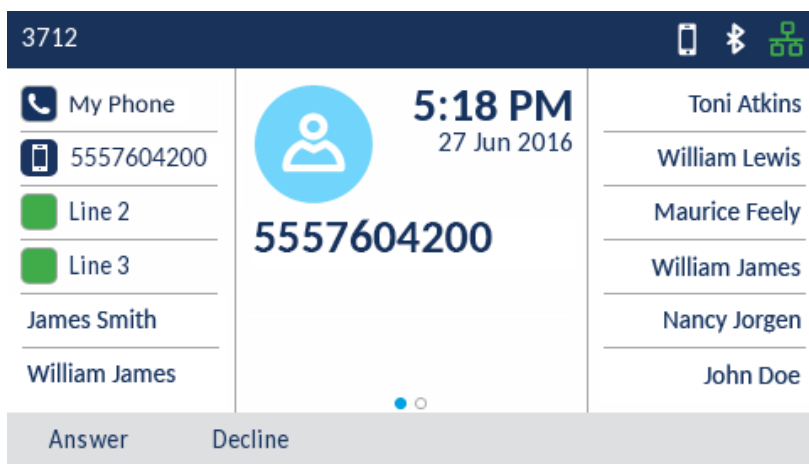 3712
My Phone
5557604200
Line 2
Line 3
James Smith
William James
5:18 PM
27 Jun 2016
5557604200
Toni Atkins
William Lewis
Maurice Feely
William James
Nancy Jorgen
John Doe
Answer Decline